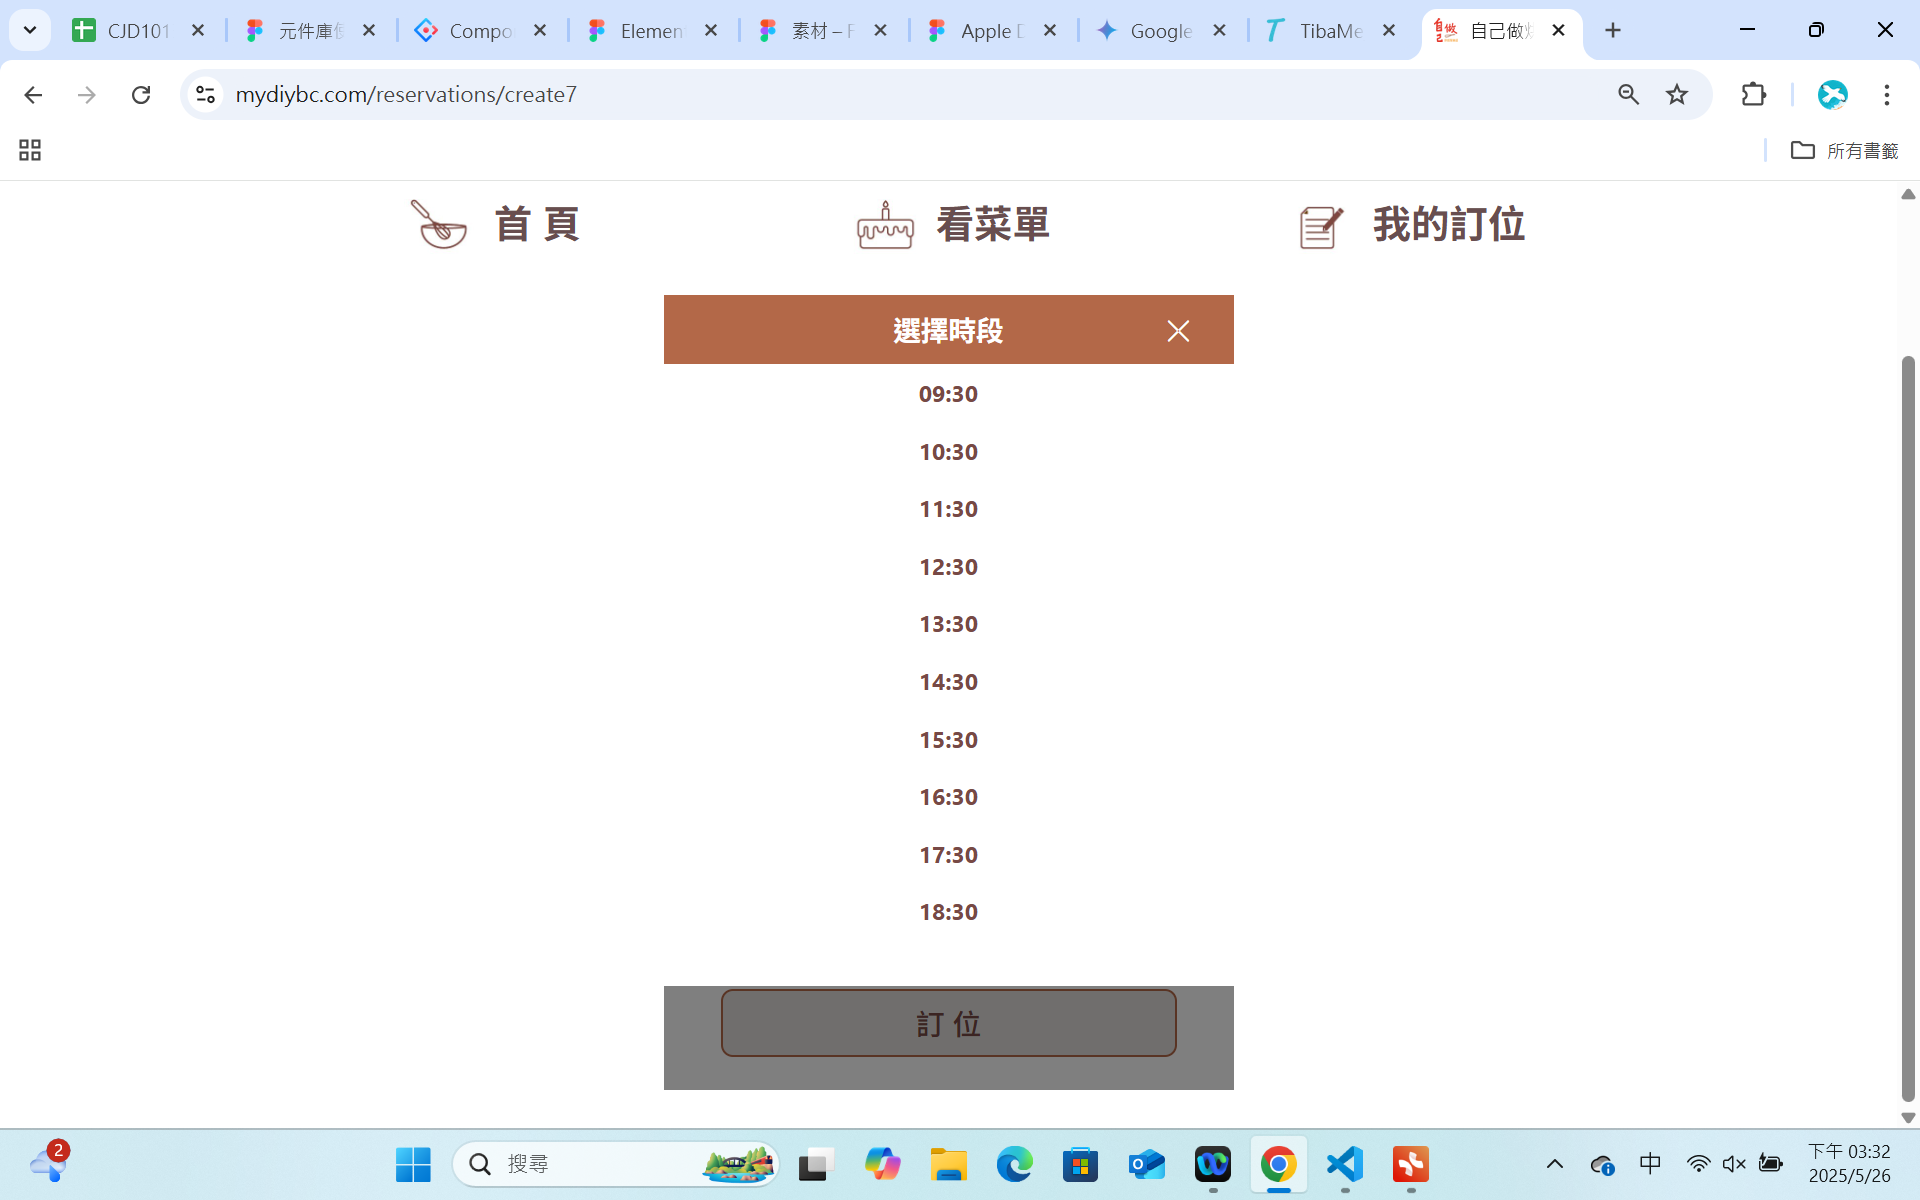 CJD101
元件庫
Compo
Elemen
素材 – F
Apple D
Google
TibaMe
自己做
mydiybc.com/reservations/create7
所有書籤
首 頁
看菜單
我的訂位
選擇時段
09:30
10:30
11:30
12:30
13:30
14:30
15:30
16:30
17:30
18:30
訂 位
2
搜尋
中
下午 03:32
2025/5/26